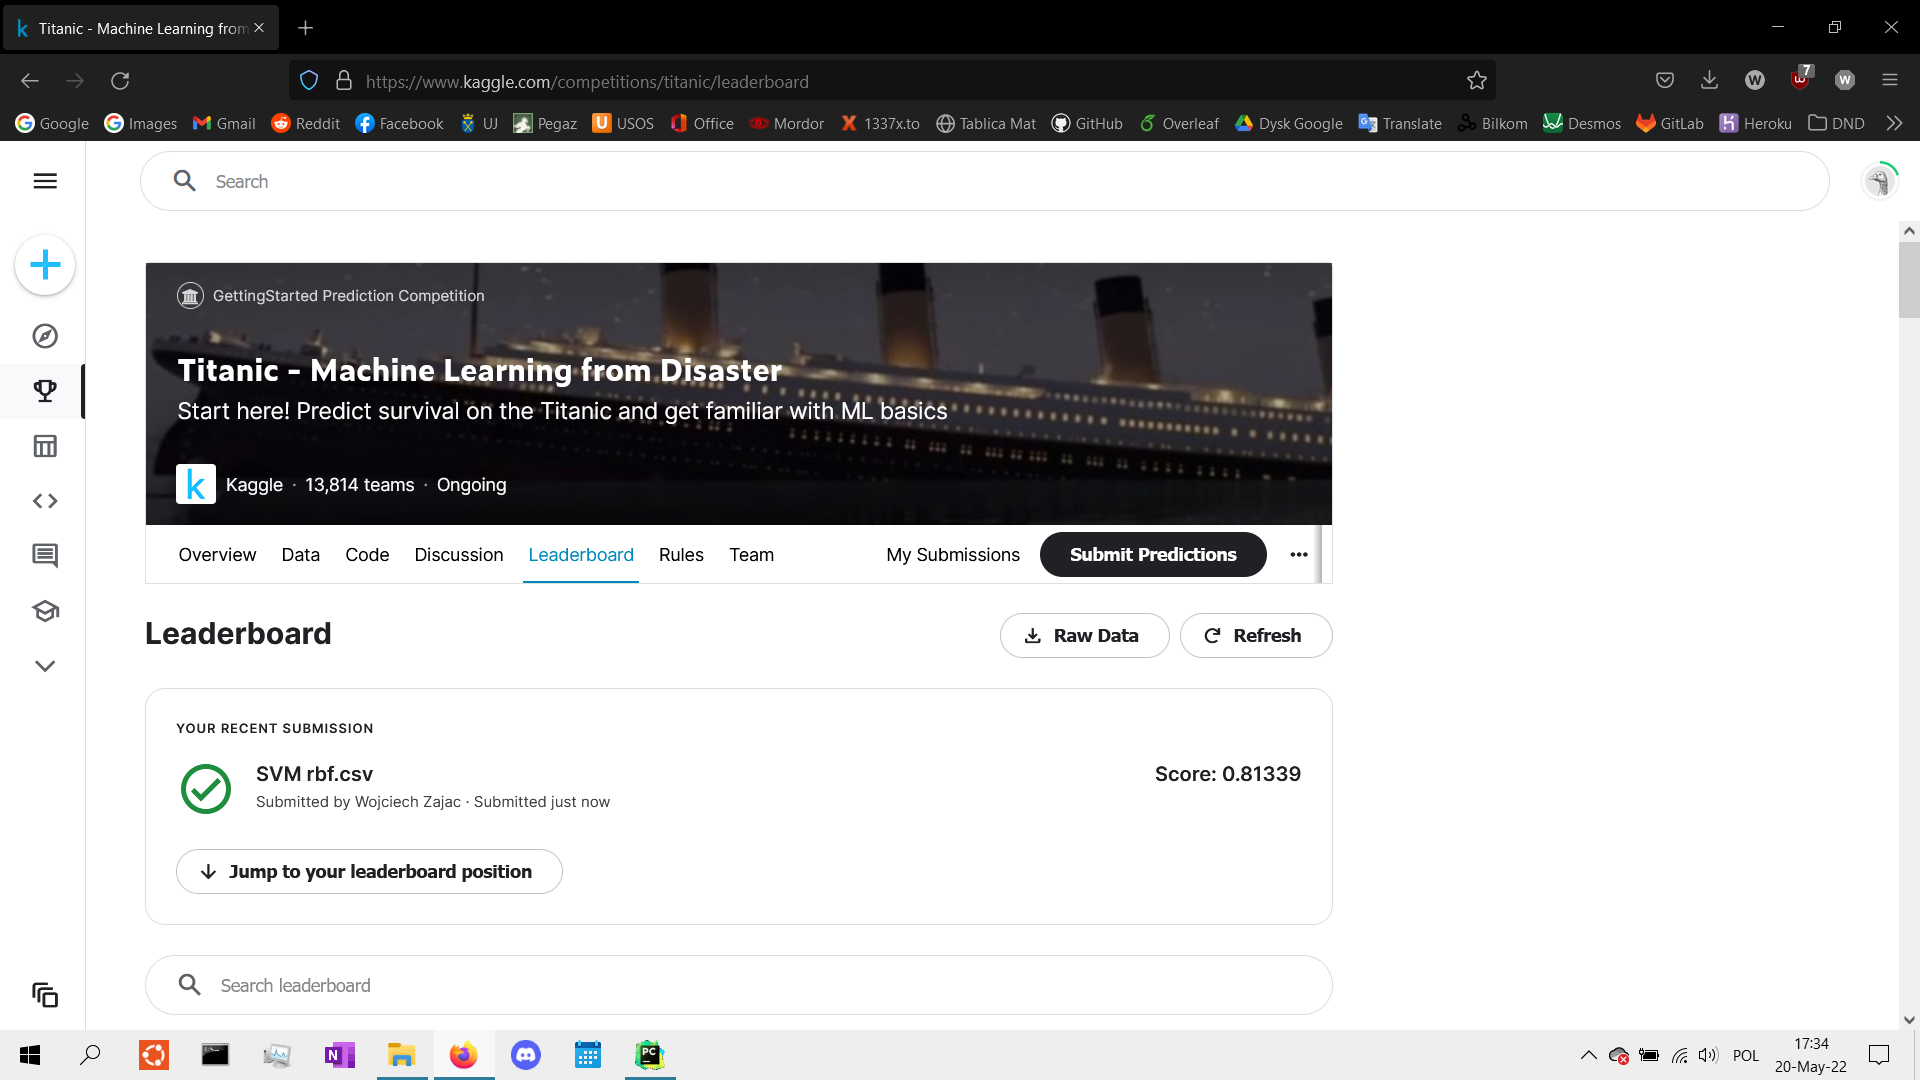 Titanic - Machine Learning from
https://www.kaggle.com/competitions/titanic/leaderboard
7
Google Images Gmail Reddit Facebook UJ Pegaz USOS Office Mordor 1337x.to Tablica Mat GitHub Overleaf Dysk Google Translate Bilkom Desmos GitLab Heroku DND
Search
GettingStarted Prediction Competition
Titanic - Machine Learning from Disaster
Start here! Predict survival on the Titanic and get familiar with ML basics
Kaggle · 13,814 teams · Ongoing
Overview Data Code Discussion Leaderboard Rules Team My Submissions Submit Predictions
Leaderboard
Raw Data Refresh
YOUR RECENT SUBMISSION
SVM rbf.csv Score: 0.81339
Submitted by Wojciech Zajac · Submitted just now
Jump to your leaderboard position
Search leaderboard
POL
17:34
20-May-22